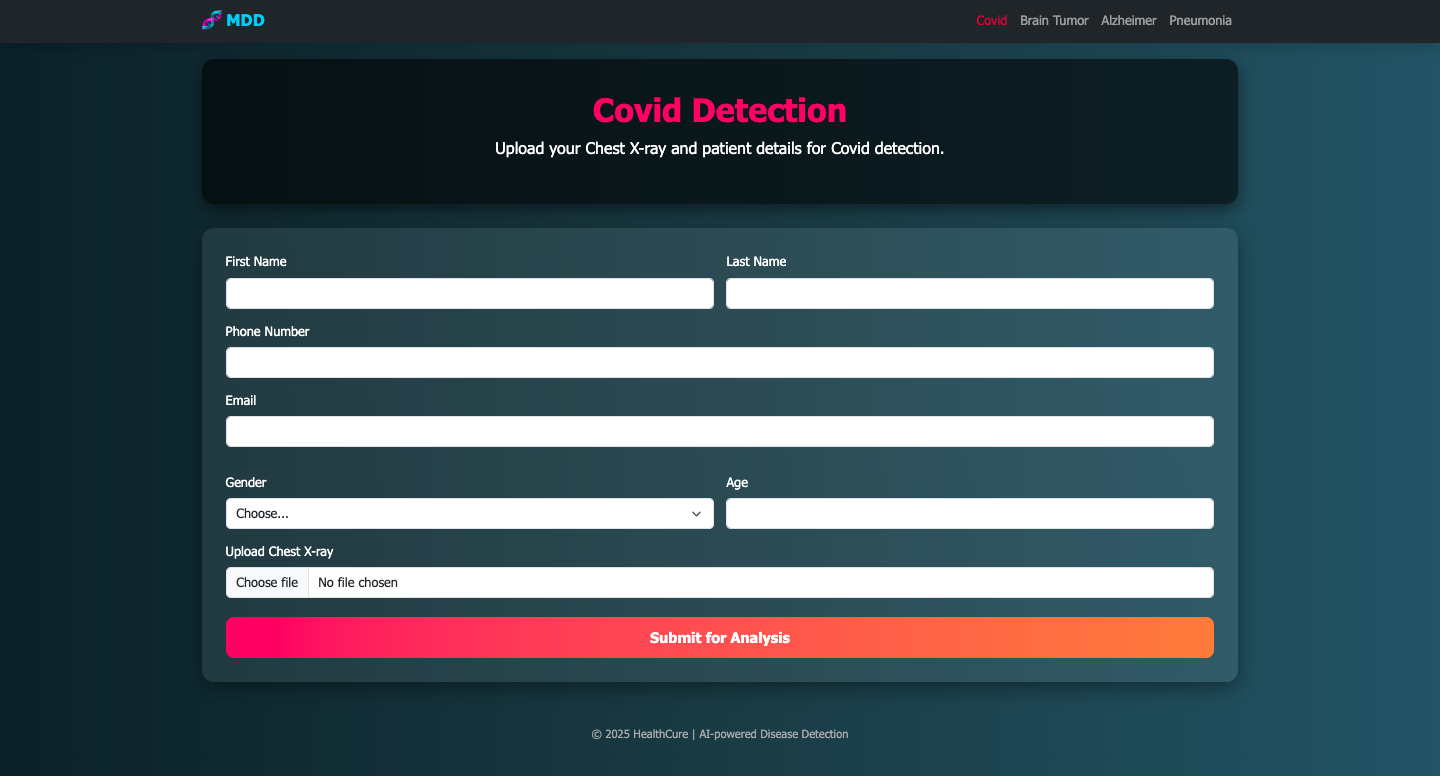 MDD
Covid Brain Tumor Alzheimer Pneumonia
Covid Detection
Upload your Chest X-ray and patient details for Covid detection.
First Name Last Name
Phone Number
Email
Gender Age
Choose...
Upload Chest X-ray
Choose file No file chosen
Submit for Analysis
© 2025 HealthCure | AI-powered Disease Detection